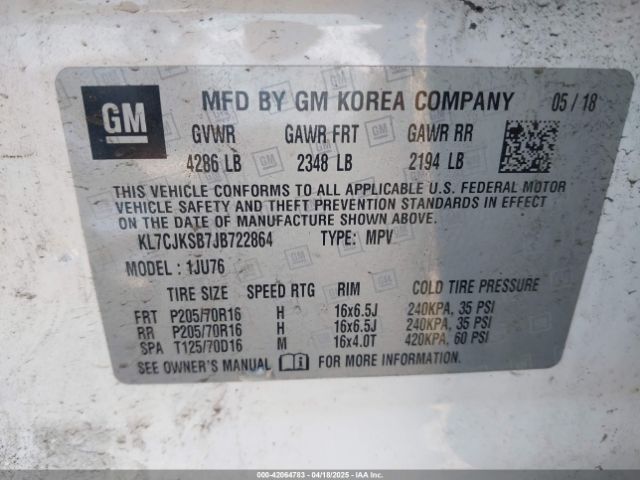 GM MFD BY GM KOREA COMPANY 05 / 18
GVWR GAWR FRT GAWR RR
4286 LB 2348 LB 2194 LB
THIS VEHICLE CONFORMS TO ALL APPLICABLE U.S. FEDERAL MOTOR
VEHICLE SAFETY AND THEFT PREVENTION STANDARDS IN EFFECT
ON THE DATE OF MANUFACTURE SHOWN ABOVE.
KL7CJKSB7JB722864 TYPE: MPV
MODEL : 1JU76
TIRE SIZE SPEED RTG RIM COLD TIRE PRESSURE
FRT P205/70R16 H 16x6.5J 240KPA, 35 PSI
RR P205/70R16 H 16x6.5J 240KPA, 35 PSI
SPA T125/70D16 M 16x4.0T 420KPA, 60 PSI
SEE OWNER'S MANUAL FOR MORE INFORMATION
000-42064783 - 04/18/2025 - IAAI.com